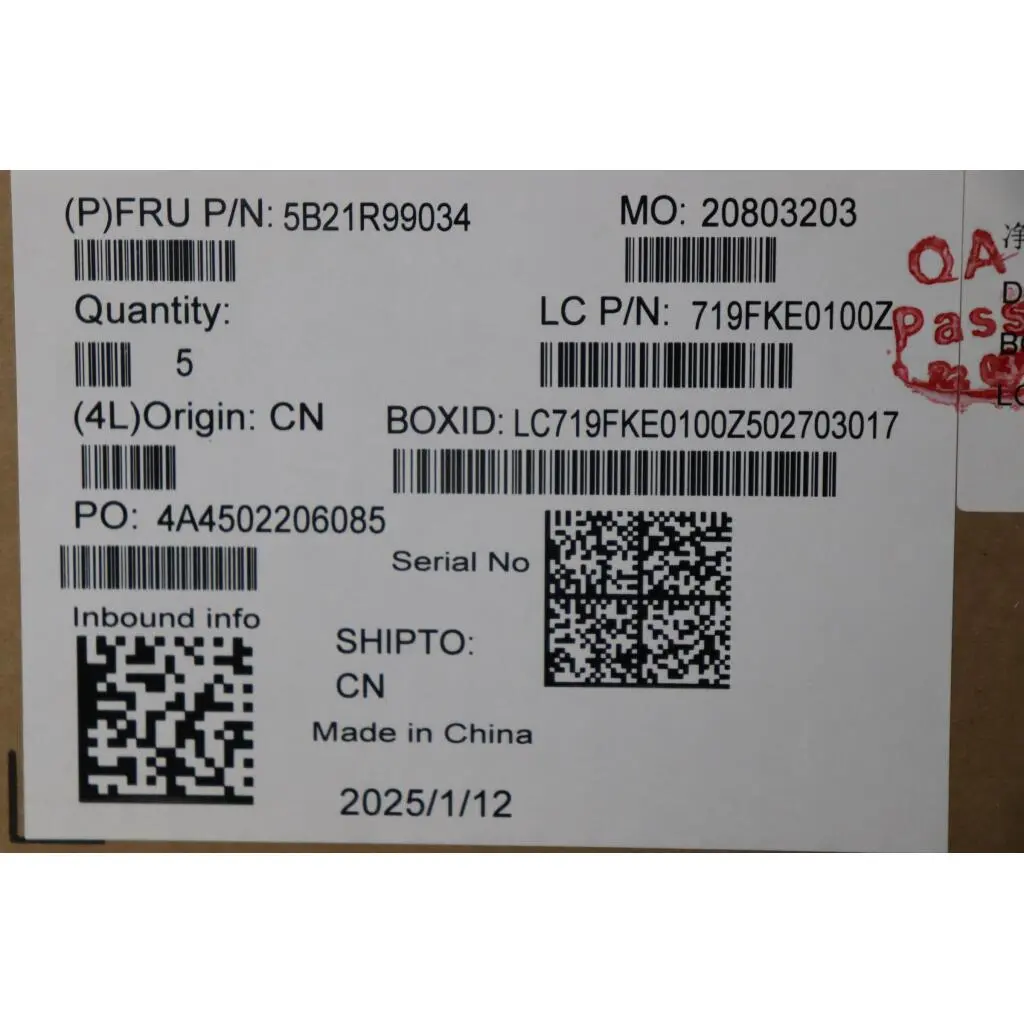 (P)FRU P/N: 5B21R99034
MO: 20803203
Quantity:
5
LC P/N: 719FKE0100Z
(4L)Origin: CN
BOXID: LC719FKE0100Z502703017
PO: 4A4502206085
Serial No
Inbound info
SHIPTO:
CN
Made in China
2025/1/12
QA
Pass
净